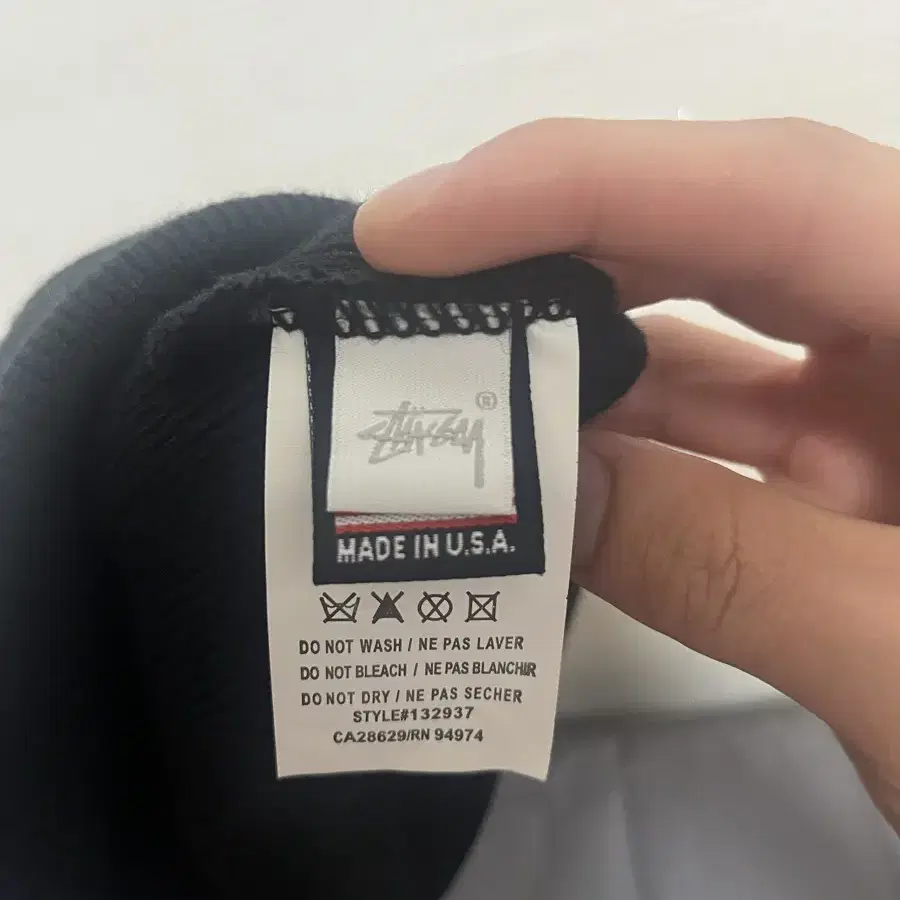 STÜSSY®
MADE IN U.S.A.
DO NOT WASH / NE PAS LAVER
DO NOT BLEACH / NE PAS BLANCHIR
DO NOT DRY / NE PAS SECHER
STYLE#132937
CA28629/RN 94974